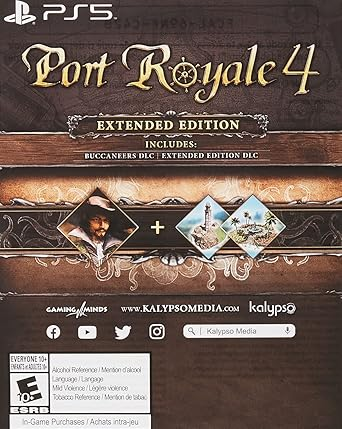 PS5
Port Royale 4
EXTENDED EDITION
INCLUDES:
BUCCANEERS DLC | EXTENDED EDITION DLC
+
GAMING MINDS www.KALYPSOMEDIA.com kalypso
Kalypso Media
EVERYONE 10+
ENFANTS et ADULTES 10+
E
10+
ESRB
Alcohol Reference / Mention d'alcool
Language / Langage
Mild Violence / Légère violence
Tobacco Reference / Mention de tabac
In-Game Purchases / Achats intra-jeu